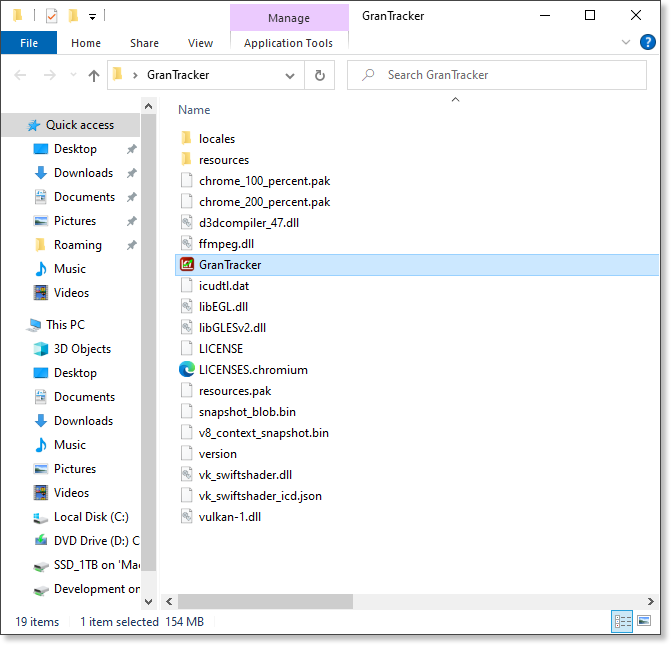 Manage
GranTracker
File
Home
Share
View
Application Tools
?
GranTracker
Search GranTracker
Quick access
Desktop
Downloads
Documents
Pictures
Roaming
Music
Videos
This PC
3D Objects
Desktop
Documents
Downloads
Music
Pictures
Videos
Local Disk (C:)
DVD Drive (D:) C
SSD_1TB on 'Mac
Development on
Name
locales
resources
chrome_100_percent.pak
chrome_200_percent.pak
d3dcompiler_47.dll
ffmpeg.dll
GranTracker
icudtl.dat
libEGL.dll
libGLESv2.dll
LICENSE
LICENSES.chromium
resources.pak
snapshot_blob.bin
v8_context_snapshot.bin
version
vk_swiftshader.dll
vk_swiftshader_icd.json
vulkan-1.dll
19 items
1 item selected
154 MB